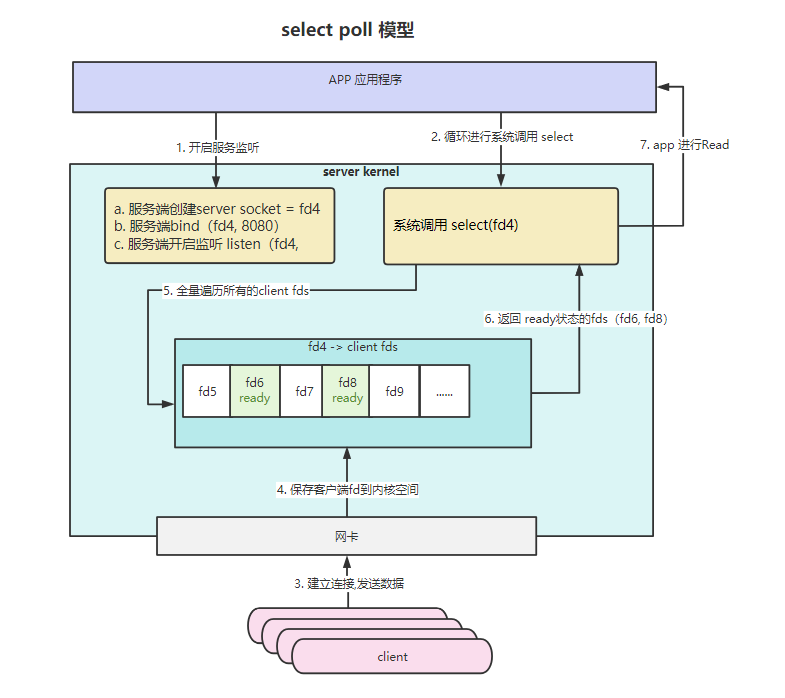 select poll 模型
APP 应用程序
1. 开启服务监听
2. 循环进行系统调用 select
7. app 进行Read
server kernel
a. 服务端创建server socket = fd4
b. 服务端bind（fd4, 8080）
c. 服务端开启监听 listen（fd4,
系统调用 select(fd4)
5. 全量遍历所有的client fds
6. 返回 ready状态的fds（fd6, fd8）
fd4 -> client fds
fd5
fd6
ready
fd7
fd8
ready
fd9
......
4. 保存客户端fd到内核空间
网卡
3. 建立连接,发送数据
client